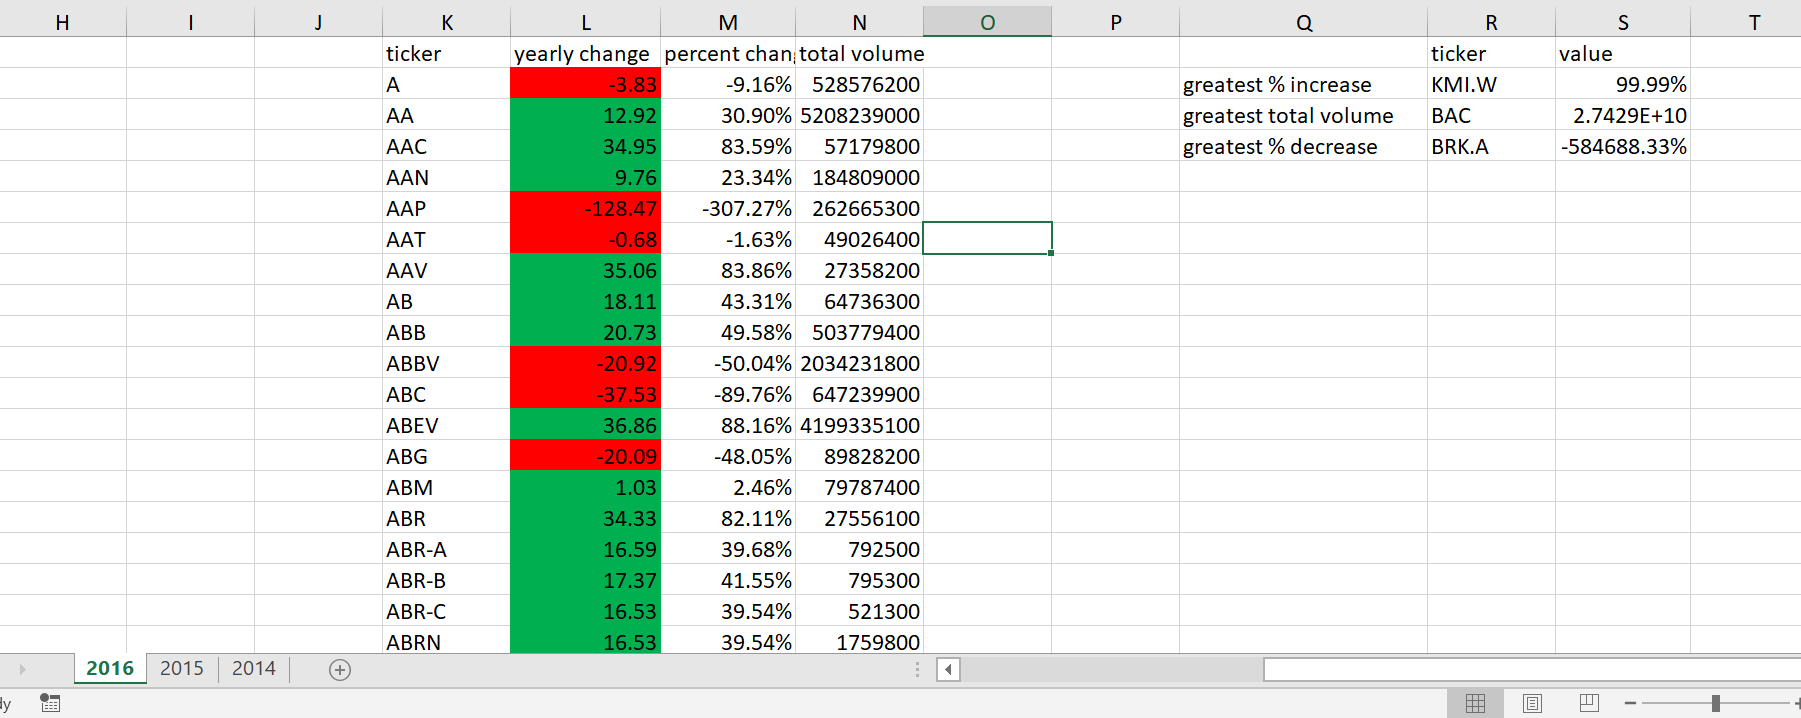 H I J K L M N O P Q R S T
ticker yearly change percent chan total volume ticker value
A -3.83 -9.16% 528576200 greatest % increase KMI.W 99.99%
AA 12.92 30.90% 5208239000 greatest total volume BAC 2.7429E+10
AAC 34.95 83.59% 57179800 greatest % decrease BRK.A -584688.33%
AAN 9.76 23.34% 184809000
AAP -128.47 -307.27% 262665300
AAT -0.68 -1.63% 49026400
AAV 35.06 83.86% 27358200
AB 18.11 43.31% 64736300
ABB 20.73 49.58% 503779400
ABBV -20.92 -50.04% 2034231800
ABC -37.53 -89.76% 647239900
ABEV 36.86 88.16% 4199335100
ABG -20.09 -48.05% 89828200
ABM 1.03 2.46% 79787400
ABR 34.33 82.11% 27556100
ABR-A 16.59 39.68% 792500
ABR-B 17.37 41.55% 795300
ABR-C 16.53 39.54% 521300
ABRN 16.53 39.54% 1759800
2016 2015 2014